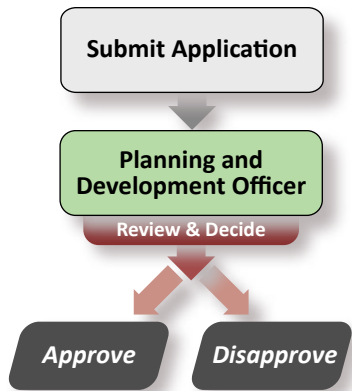 Submit Application
Planning and
Development Officer
Review & Decide
Approve
Disapprove